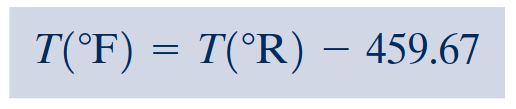 T(°F) = T(°R) − 459.67